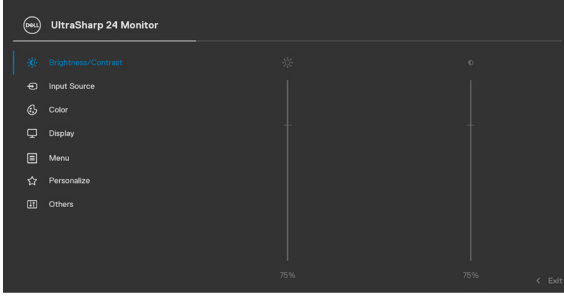 DELL UltraSharp 24 Monitor
Brightness/Contrast
Input Source
Color
Display
Menu
Personalize
Others
75% 75%
Exit